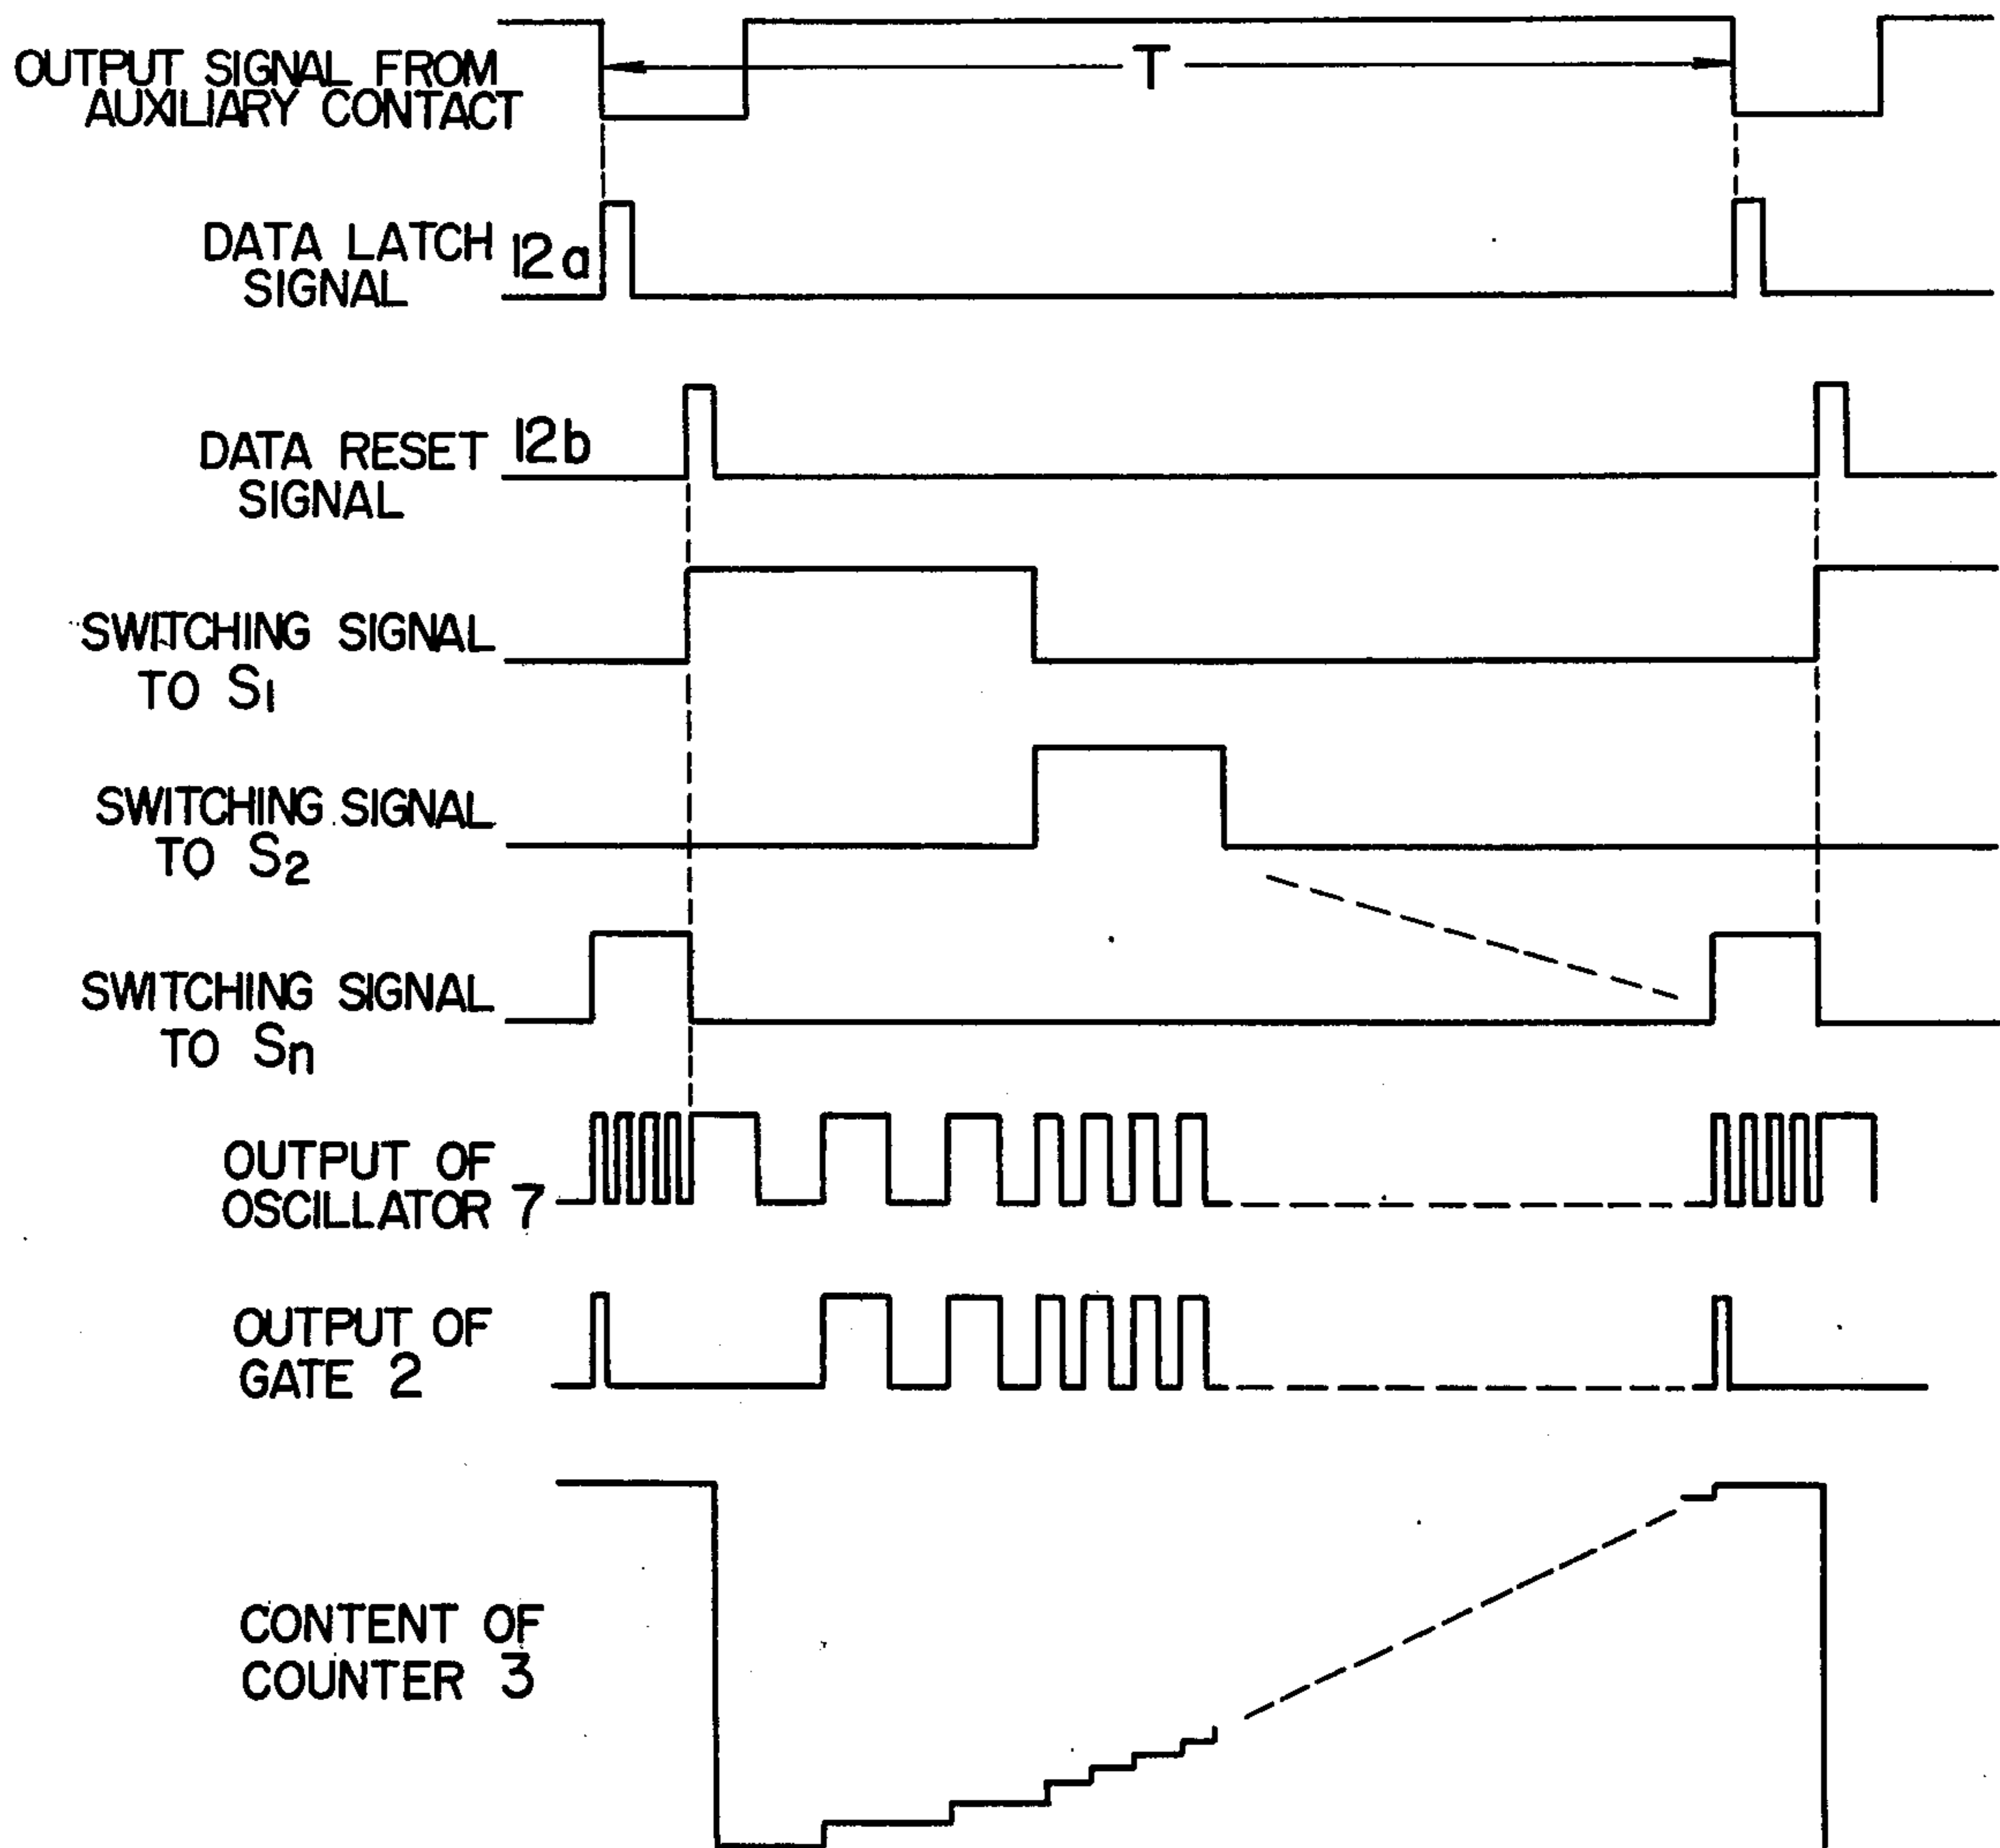 OUTPUT SIGNAL FROM
AUXILIARY CONTACT
T
DATA LATCH
SIGNAL
12a
DATA RESET
SIGNAL
12b
SWITCHING SIGNAL
TO S1
SWITCHING SIGNAL
TO S2
SWITCHING SIGNAL
TO Sn
OUTPUT OF
OSCILLATOR 7
OUTPUT OF
GATE 2
CONTENT OF
COUNTER 3